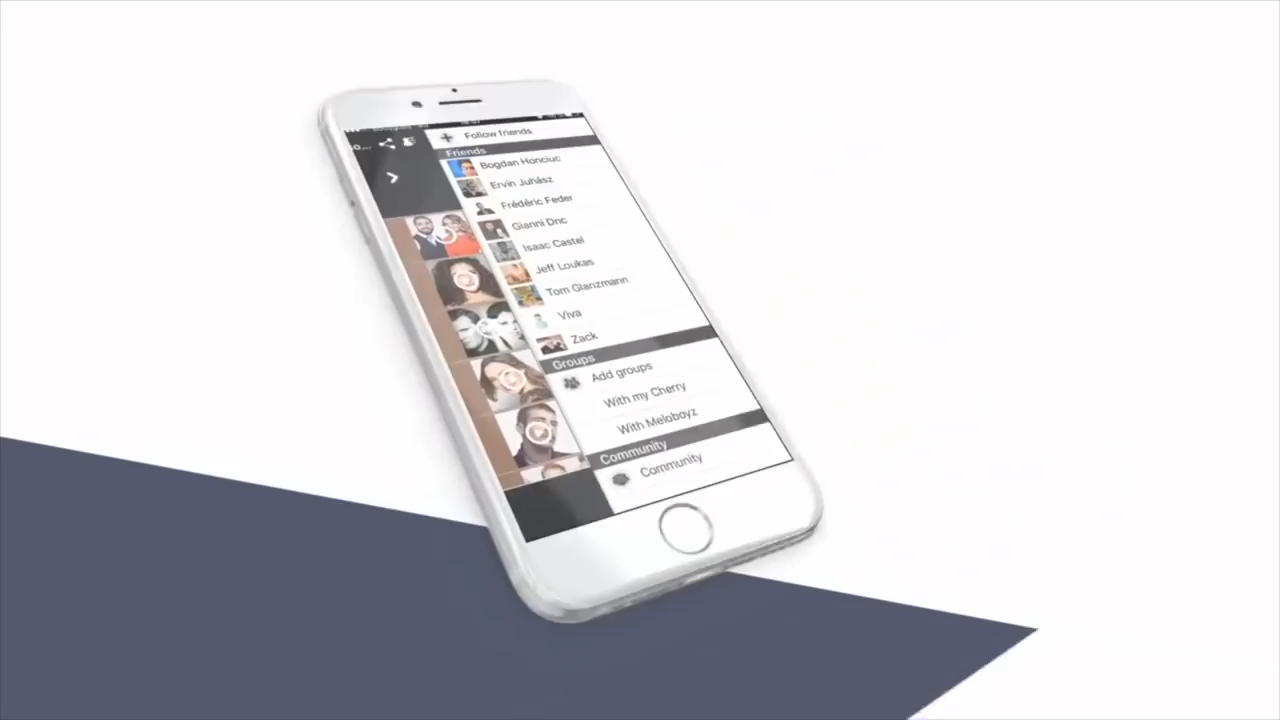 Follow friends
Friends
Bogdan Honciuc
Ervin Juhász
Frédéric Feder
Gianni Dnc
Isaac Castel
Jeff Loukas
Tom Glanzmann
Viva
Zack
Groups
Add groups
With my Cherry
With Meloboyz
Community
Community